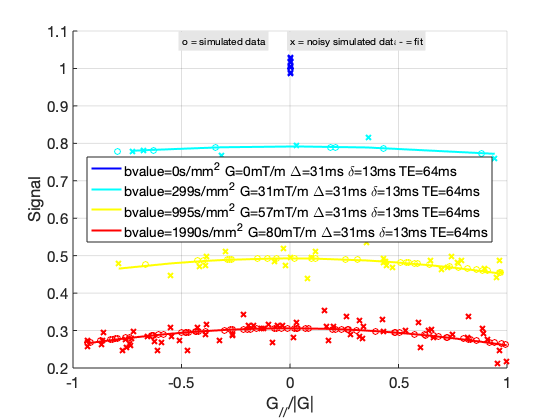 o = simulated data
x = noisy simulated data - = fit
1.1
1
0.9
0.8
0.7
0.6
0.5
0.4
0.3
0.2
Signal
bvalue=0s/mm² G=0mT/m Δ=31ms δ=13ms TE=64ms
bvalue=299s/mm² G=31mT/m Δ=31ms δ=13ms TE=64ms
bvalue=995s/mm² G=57mT/m Δ=31ms δ=13ms TE=64ms
bvalue=1990s/mm² G=80mT/m Δ=31ms δ=13ms TE=64ms
-1
-0.5
0
0.5
1
G_{//}/|G|